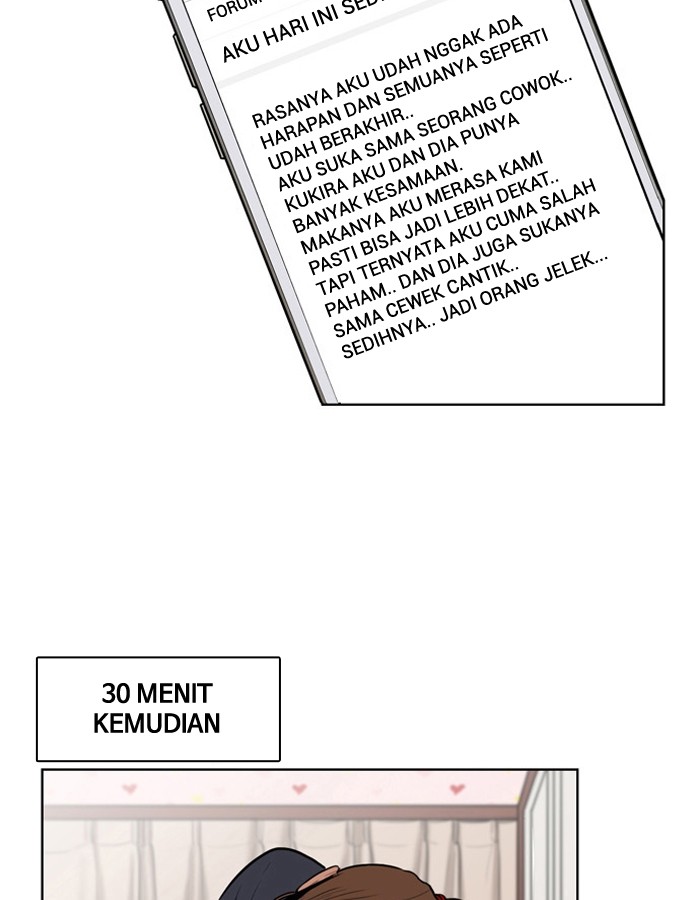 FORUM
AKU HARI INI
RASANYA AKU UDAH NGGAK ADA
HARAPAN DAN SEMUANYA SEPERTI
UDAH BERAKHIR..
AKU SUKA SAMA SEORANG COWOK..
KUKIRA AKU DAN DIA PUNYA
BANYAK KESAMAAN.
MAKANYA AKU MERASA KAMI
PASTI BISA JADI LEBIH DEKAT..
TAPI TERNYATA AKU CUMA SALAH
PAHAM.. DAN DIA JUGA SUKANYA
SAMA CEWEK CANTIK..
SEDIHNYA.. JADI ORANG JELEK...
30 MENIT
KEMUDIAN